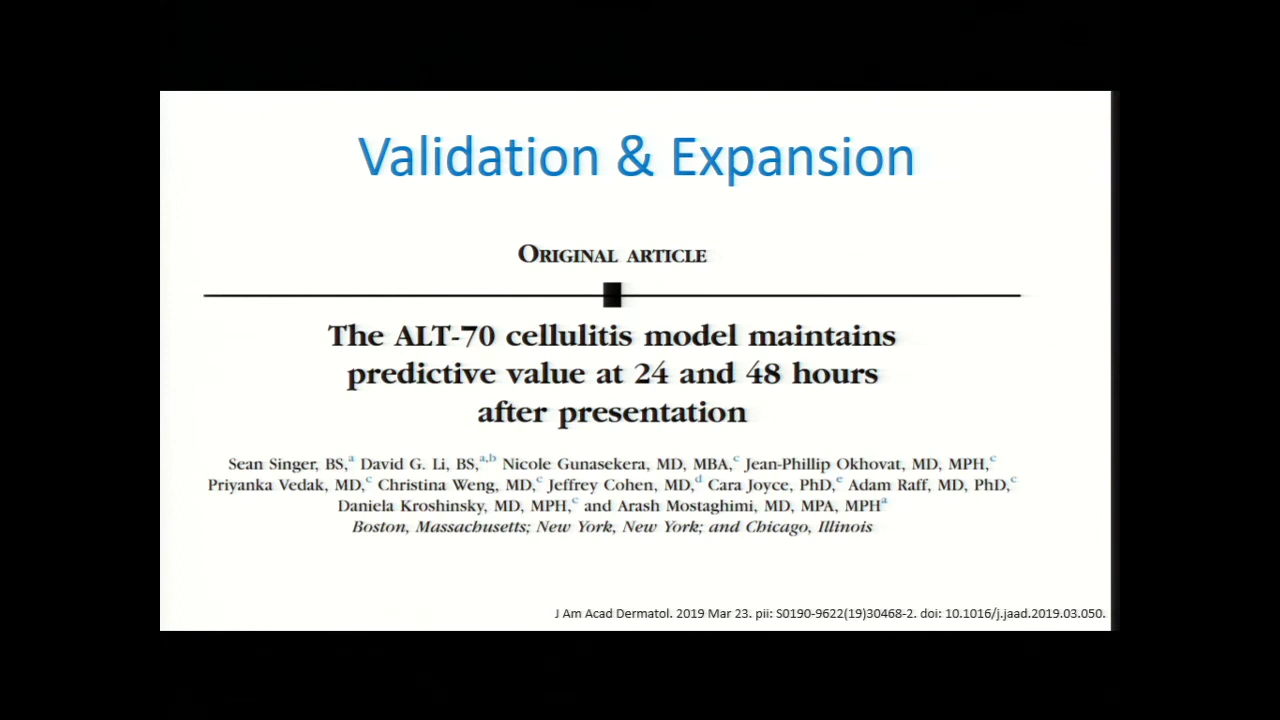 Validation & Expansion
ORIGINAL ARTICLE
The ALT-70 cellulitis model maintains
predictive value at 24 and 48 hours
after presentation
Sean Singer, BS,a David G. Li, BS,a,b Nicole Gunasekera, MD, MBA,c Jean-Phillip Okhovat, MD, MPH,c
Priyanka Vedak, MD,c Christina Weng, MD,c Jeffrey Cohen, MD,d Cara Joyce, PhD,e Adam Raff, MD, PhD,c
Daniela Kroshinsky, MD, MPH,c and Arash Mostaghimi, MD, MPA, MPHa
Boston, Massachusetts; New York, New York; and Chicago, Illinois
J Am Acad Dermatol. 2019 Mar 23. pii: S0190-9622(19)30468-2. doi: 10.1016/j.jaad.2019.03.050.